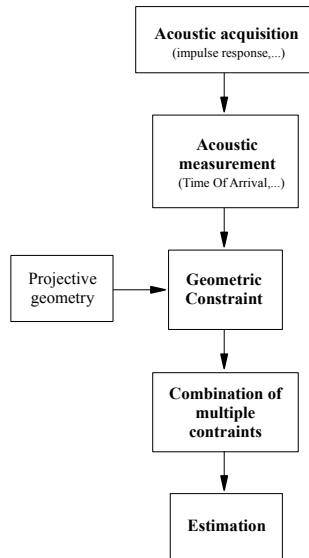 Acoustic acquisition
(impulse response,...)
Acoustic
measurement
(Time Of Arrival,...)
Projective
geometry
Geometric
Constraint
Combination of
multiple
contraints
Estimation